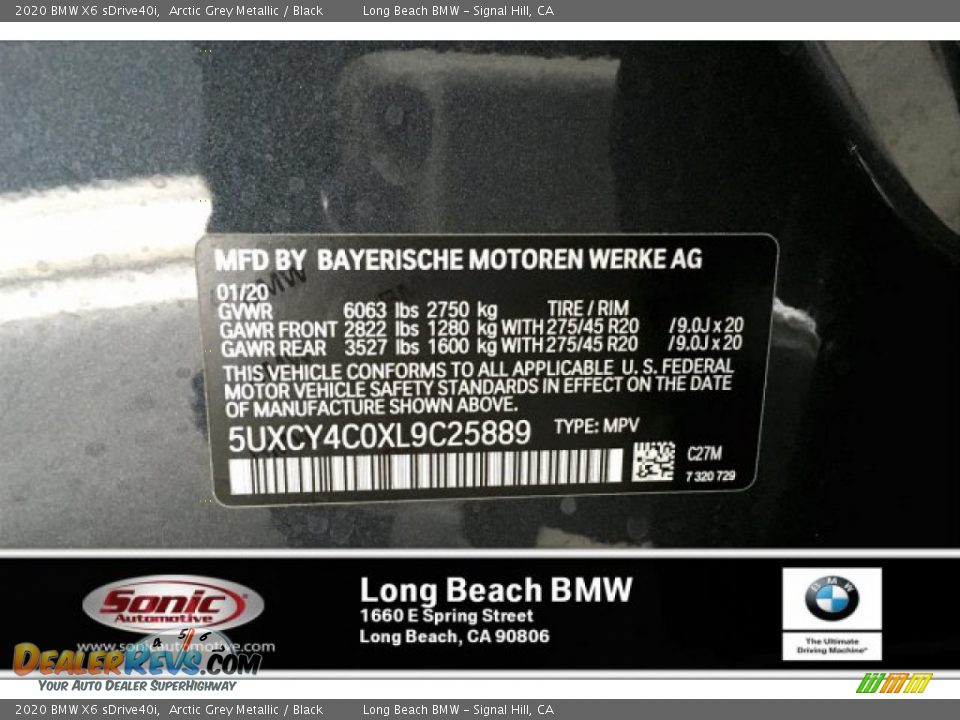 2020 BMW X6 sDrive40i, Arctic Grey Metallic / Black Long Beach BMW - Signal Hill, CA
MFD BY BAYERISCHE MOTOREN WERKE AG
01/20
GVWR 6063 lbs 2750 kg TIRE / RIM
GAWR FRONT 2822 lbs 1280 kg WITH 275/45 R20 / 9.0J x 20
GAWR REAR 3527 lbs 1600 kg WITH 275/45 R20 / 9.0J x 20
THIS VEHICLE CONFORMS TO ALL APPLICABLE U. S. FEDERAL
MOTOR VEHICLE SAFETY STANDARDS IN EFFECT ON THE DATE
OF MANUFACTURE SHOWN ABOVE.
5UXCY4C0XL9C25889 TYPE: MPV
C27M
7 320 729
Sonic
Automotive
www.sonicautomotive.com
Long Beach BMW
1660 E Spring Street
Long Beach, CA 90806
BMW
The Ultimate
Driving Machine®
4 5 6
DealerRevs.com
Your Auto Dealer SuperHighway
2020 BMW X6 sDrive40i, Arctic Grey Metallic / Black Long Beach BMW - Signal Hill, CA